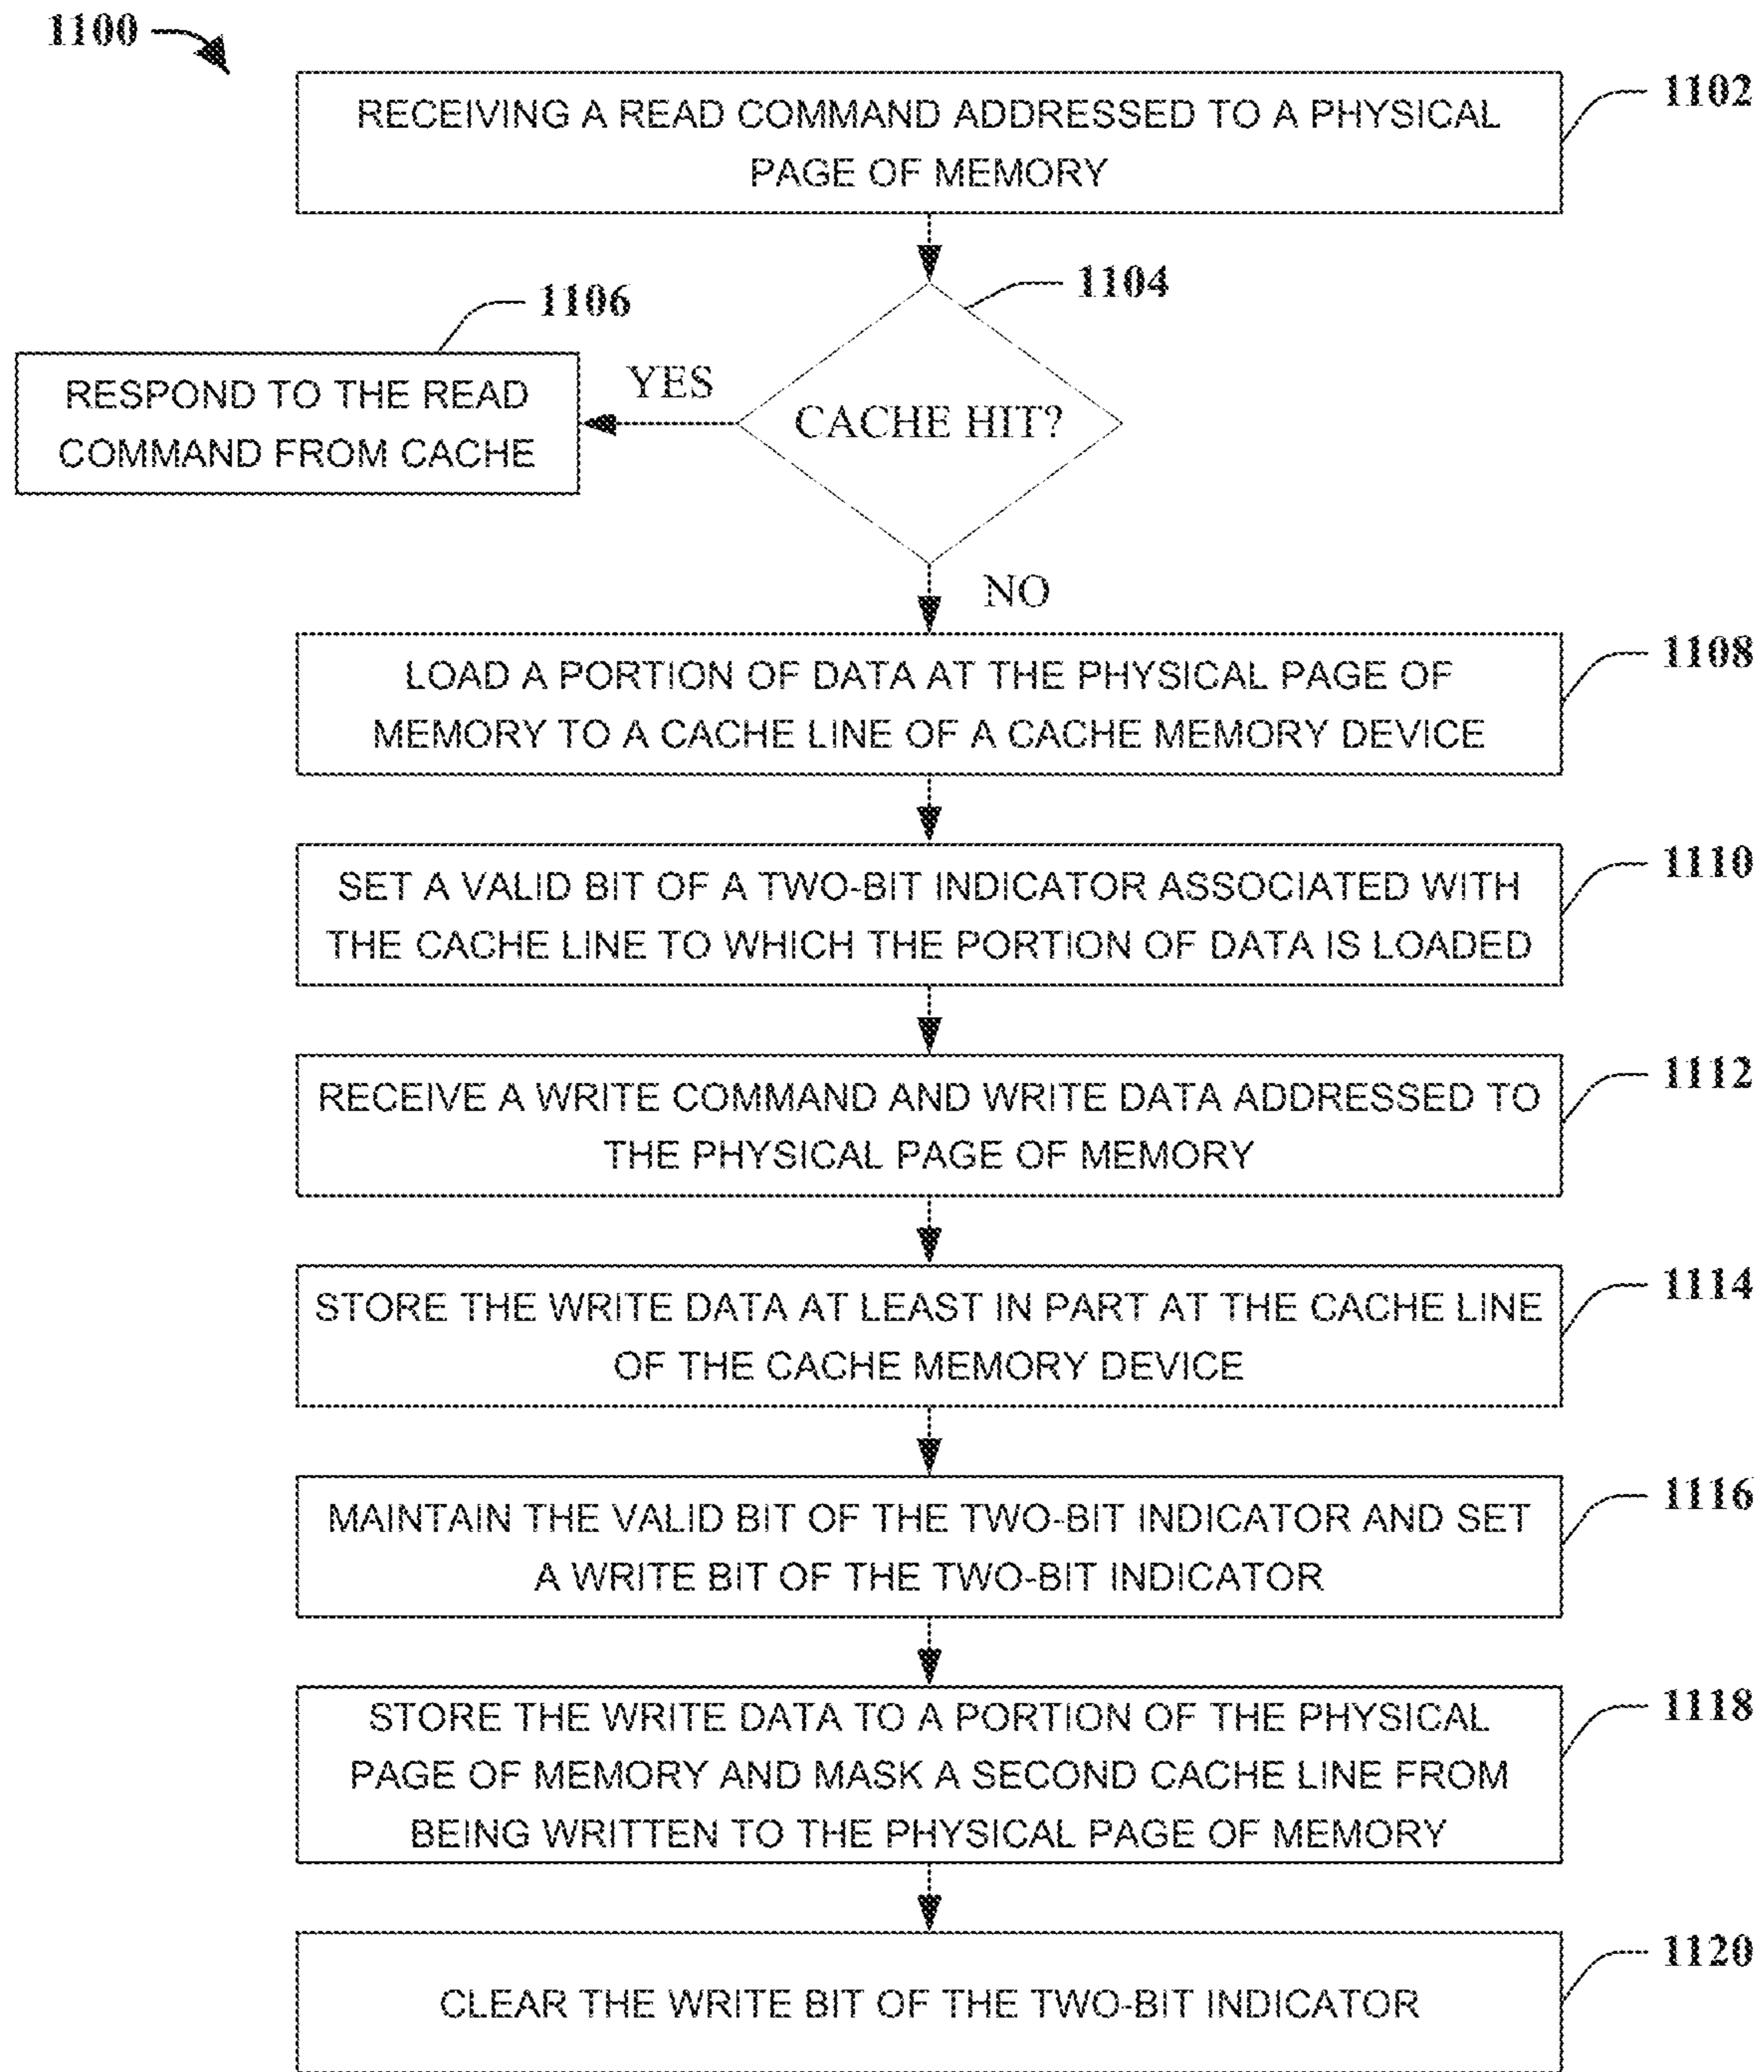 1100
RECEIVING A READ COMMAND ADDRESSED TO A PHYSICAL
PAGE OF MEMORY
1102
1104
1106
CACHE HIT?
YES
RESPOND TO THE READ
COMMAND FROM CACHE
NO
LOAD A PORTION OF DATA AT THE PHYSICAL PAGE OF
MEMORY TO A CACHE LINE OF A CACHE MEMORY DEVICE
1108
SET A VALID BIT OF A TWO-BIT INDICATOR ASSOCIATED WITH
THE CACHE LINE TO WHICH THE PORTION OF DATA IS LOADED
1110
RECEIVE A WRITE COMMAND AND WRITE DATA ADDRESSED TO
THE PHYSICAL PAGE OF MEMORY
1112
STORE THE WRITE DATA AT LEAST IN PART AT THE CACHE LINE
OF THE CACHE MEMORY DEVICE
1114
MAINTAIN THE VALID BIT OF THE TWO-BIT INDICATOR AND SET
A WRITE BIT OF THE TWO-BIT INDICATOR
1116
STORE THE WRITE DATA TO A PORTION OF THE PHYSICAL
PAGE OF MEMORY AND MASK A SECOND CACHE LINE FROM
BEING WRITTEN TO THE PHYSICAL PAGE OF MEMORY
1118
CLEAR THE WRITE BIT OF THE TWO-BIT INDICATOR
1120